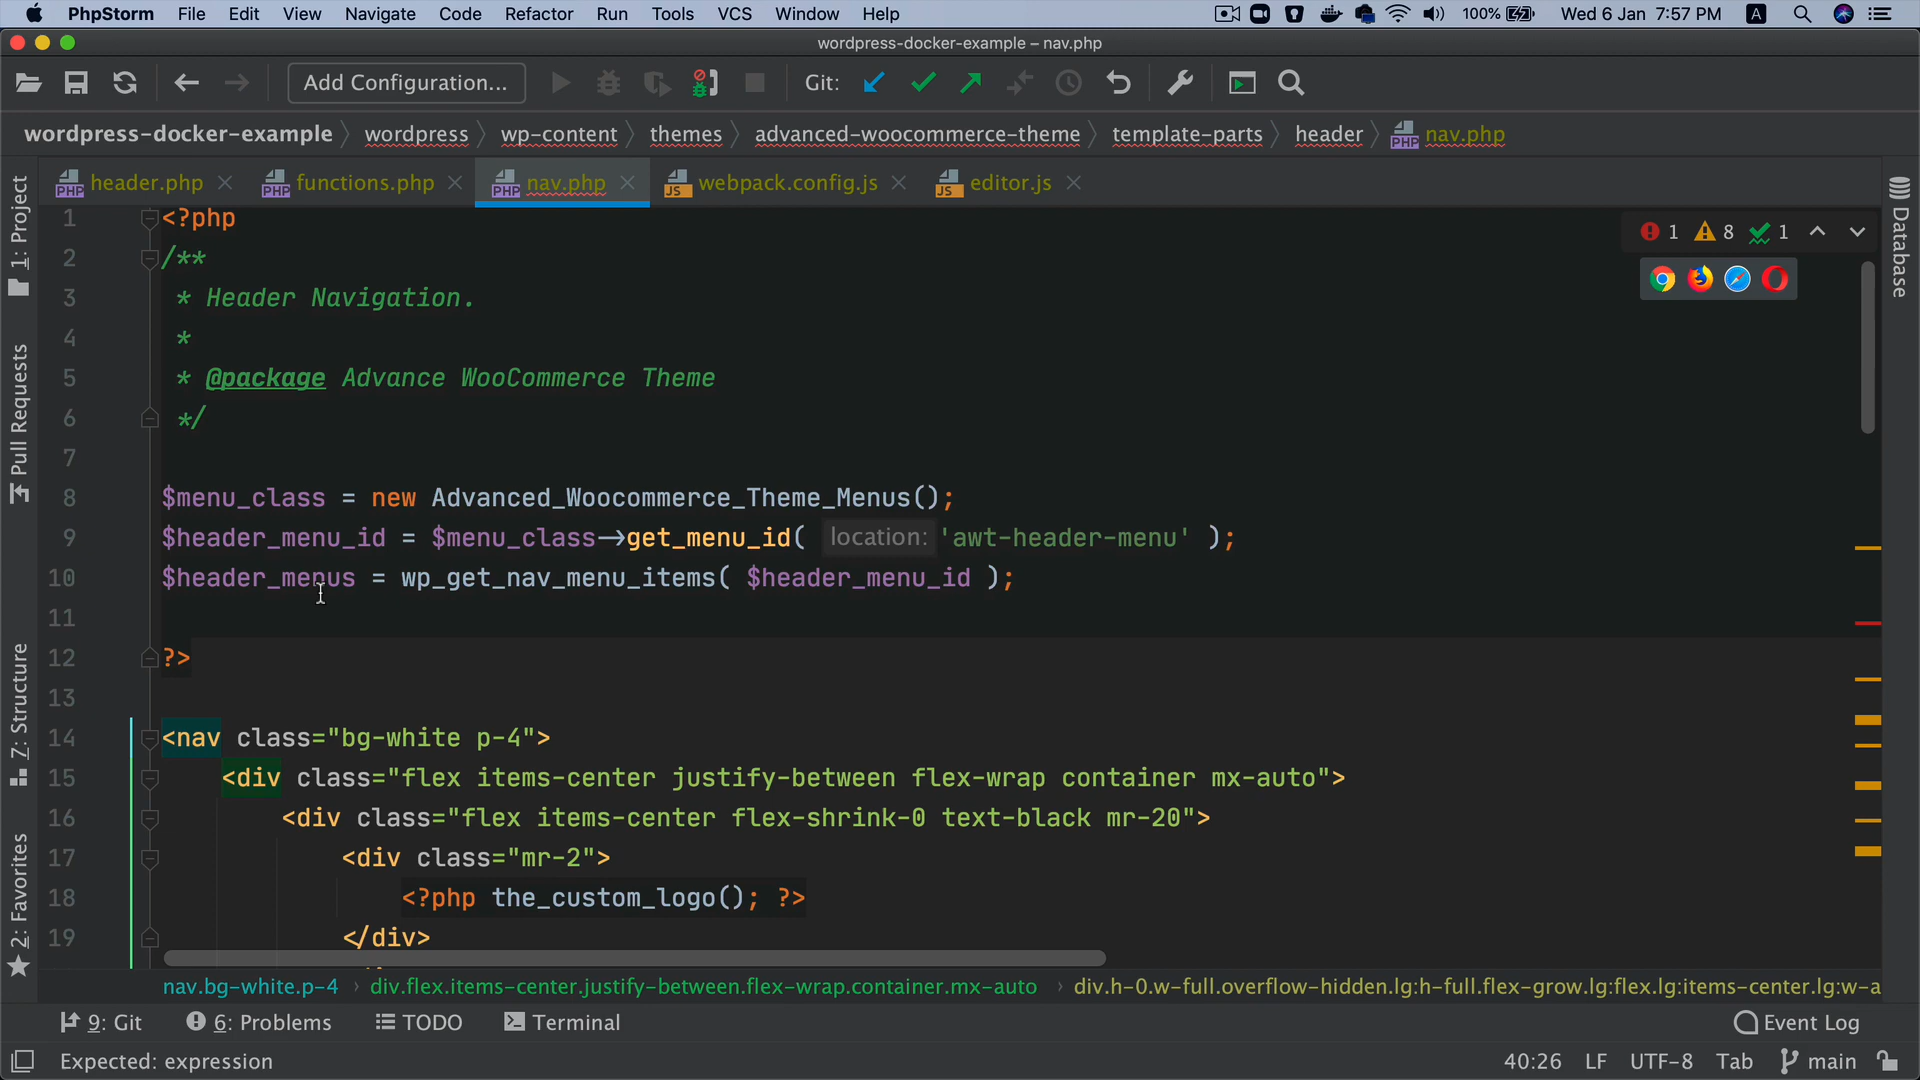 PhpStorm File Edit View Navigate Code Refactor Run Tools VCS Window Help 100% Wed 6 Jan 7:57 PM A
wordpress-docker-example – nav.php
Add Configuration... Git:
wordpress-docker-example wordpress wp-content themes advanced-woocommerce-theme template-parts header nav.php
header.php functions.php nav.php webpack.config.js editor.js
1 <?php
1 8 1
2 /**
3 * Header Navigation.
4 *
5 * @package Advance WooCommerce Theme
6 */
7
8 $menu_class = new Advanced_Woocommerce_Theme_Menus();
9 $header_menu_id = $menu_class->get_menu_id( location: 'awt-header-menu' );
10 $header_menus = wp_get_nav_menu_items( $header_menu_id );
11
12 ?>
13
14 <nav class="bg-white p-4">
15 <div class="flex items-center justify-between flex-wrap container mx-auto">
16 <div class="flex items-center flex-shrink-0 text-black mr-20">
17 <div class="mr-2">
18 <?php the_custom_logo(); ?>
19 </div>
nav.bg-white.p-4 div.flex.items-center.justify-between.flex-wrap.container.mx-auto div.h-0.w-full.overflow-hidden.lg:h-full.flex-grow.lg:flex.lg:items-center.lg:w-a
9: Git 6: Problems TODO Terminal Event Log
Expected: expression 40:26 LF UTF-8 Tab main
1: Project
Pull Requests
Z: Structure
2: Favorites
Database